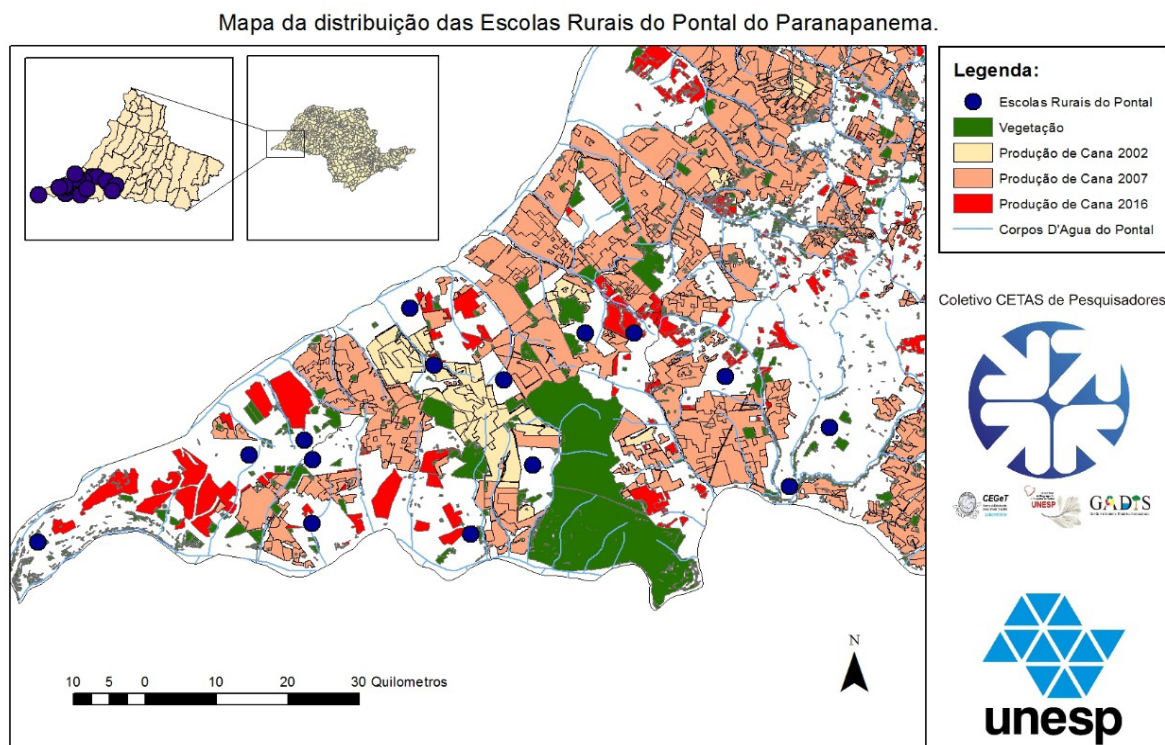 Mapa da distribuição das Escolas Rurais do Pontal do Paranapanema.
Legenda:
Escolas Rurais do Pontal
Vegetação
Produção de Cana 2002
Produção de Cana 2007
Produção de Cana 2016
Corpos D'Agua do Pontal
Coletivo CETAS de Pesquisadores
CEGeT
UNESP
GADIS
unesp
N
10 5 0 10 20 30 Quilometros